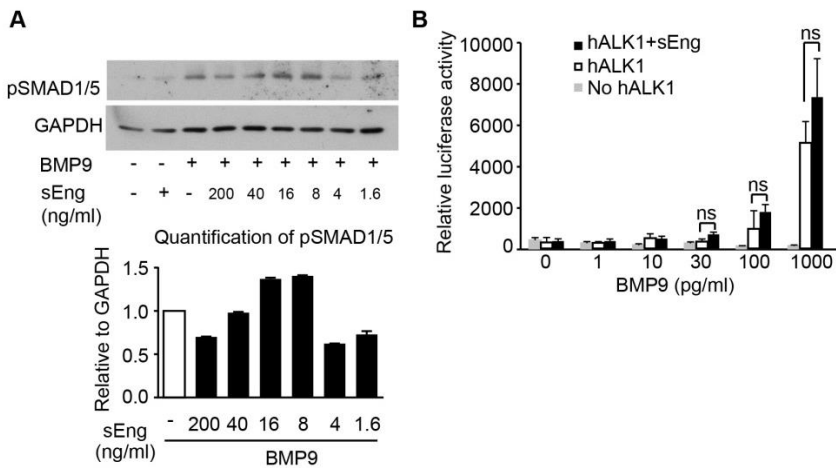 A
pSMAD1/5
GAPDH
BMP9 - - + + + + + + +
sEng - + - 200 40 16 8 4 1.6
(ng/ml)
Quantification of pSMAD1/5
Relative to GAPDH
1.5
1.0
0.5
0.0
sEng - 200 40 16 8 4 1.6
(ng/ml)
BMP9
B
Relative luciferase activity
10000
8000
6000
4000
2000
0
hALK1+sEng
hALK1
No hALK1
ns
ns
ns
0 1 10 30 100 1000
BMP9 (pg/ml)